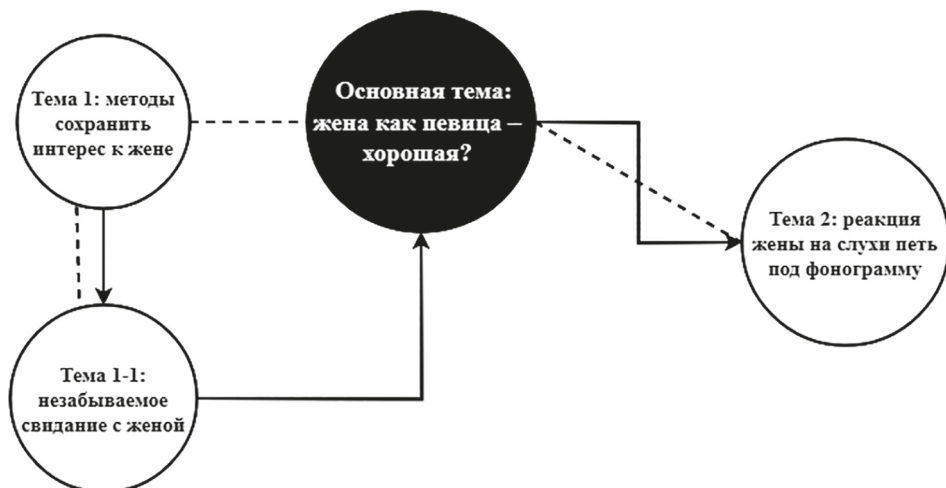 Тема 1: методы
сохранить
интерес к жене
Основная тема:
жена как певица –
хорошая?
Тема 2: реакция
жены на слухи петь
под фонограмму
Тема 1-1:
незабываемое
свидание с женой